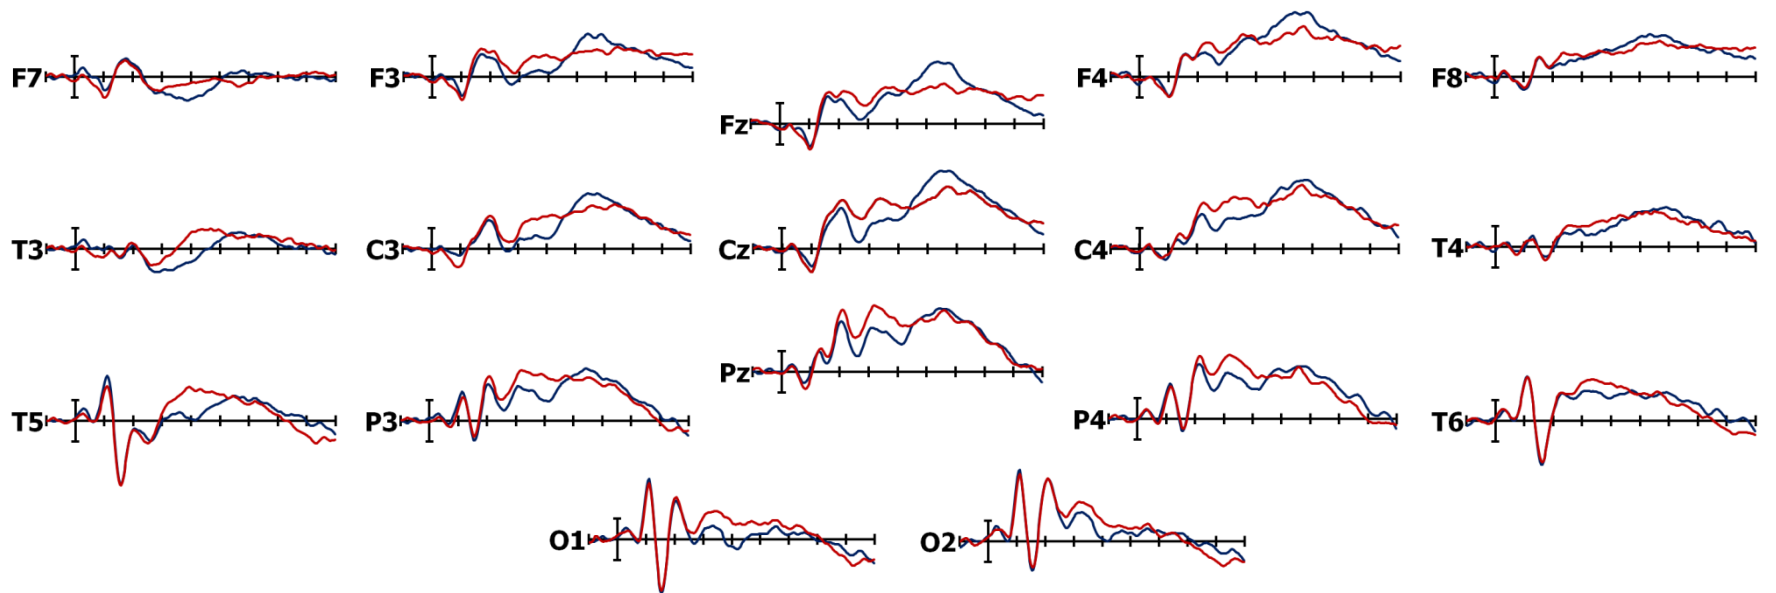 F7 F3 F4 F8
Fz
T3 C3 Cz C4 T4
Pz
T5 P3 P4 T6
O1 O2